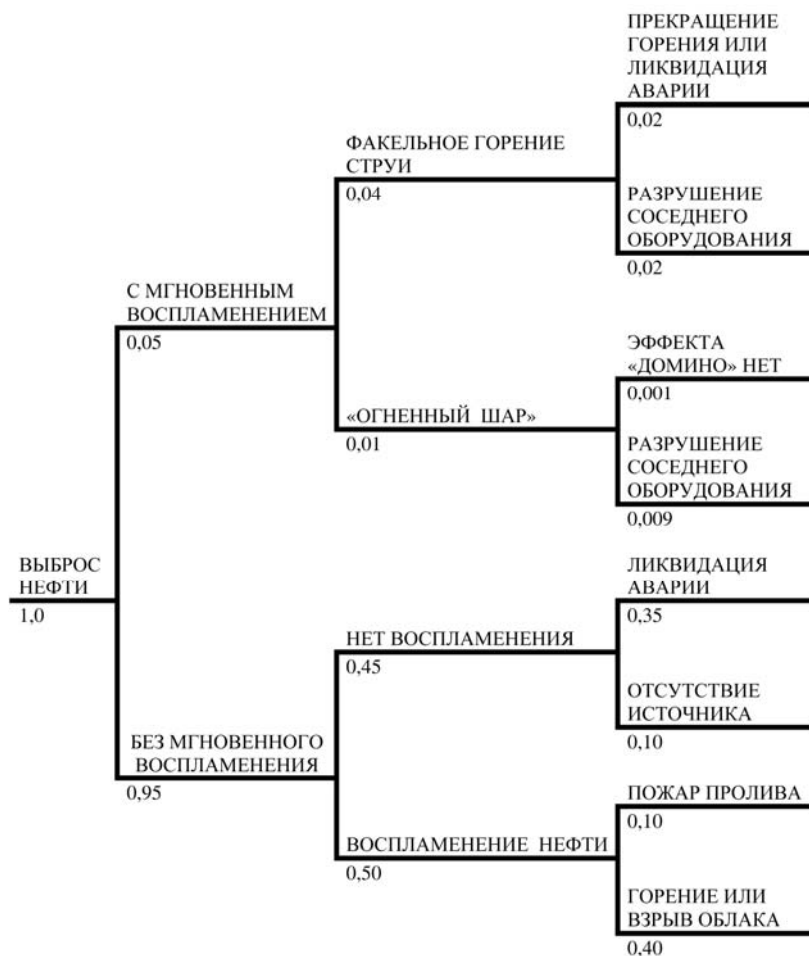 ПРЕКРАЩЕНИЕ
ГОРЕНИЯ ИЛИ
ЛИКВИДАЦИЯ
АВАРИИ
0,02
ФАКЕЛЬНОЕ ГОРЕНИЕ
СТРУИ
0,04
РАЗРУШЕНИЕ
СОСЕДНЕГО
ОБОРУДОВАНИЯ
0,02
С МГНОВЕННЫМ
ВОСПЛАМЕНЕНИЕМ
0,05
ЭФФЕКТА
«ДОМИНО» НЕТ
0,001
«ОГНЕННЫЙ ШАР»
0,01
РАЗРУШЕНИЕ
СОСЕДНЕГО
ОБОРУДОВАНИЯ
0,009
ВЫБРОС
НЕФТИ
1,0
ЛИКВИДАЦИЯ
АВАРИИ
0,35
НЕТ ВОСПЛАМЕНЕНИЯ
0,45
ОТСУТСТВИЕ
ИСТОЧНИКА
0,10
БЕЗ МГНОВЕННОГО
ВОСПЛАМЕНЕНИЯ
0,95
ПОЖАР ПРОЛИВА
0,10
ВОСПЛАМЕНЕНИЕ НЕФТИ
0,50
ГОРЕНИЕ ИЛИ
ВЗРЫВ ОБЛАКА
0,40